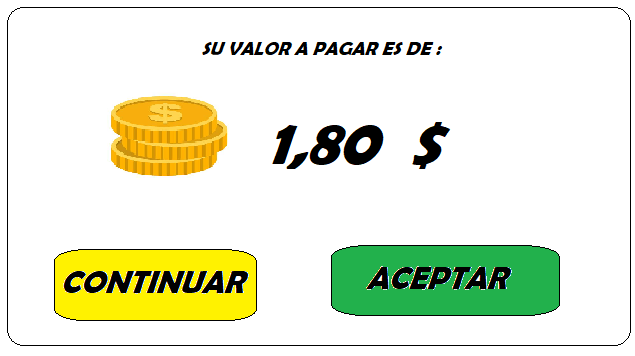 SU VALOR A PAGAR ES DE :
$
1,80 $
CONTINUAR
ACEPTAR